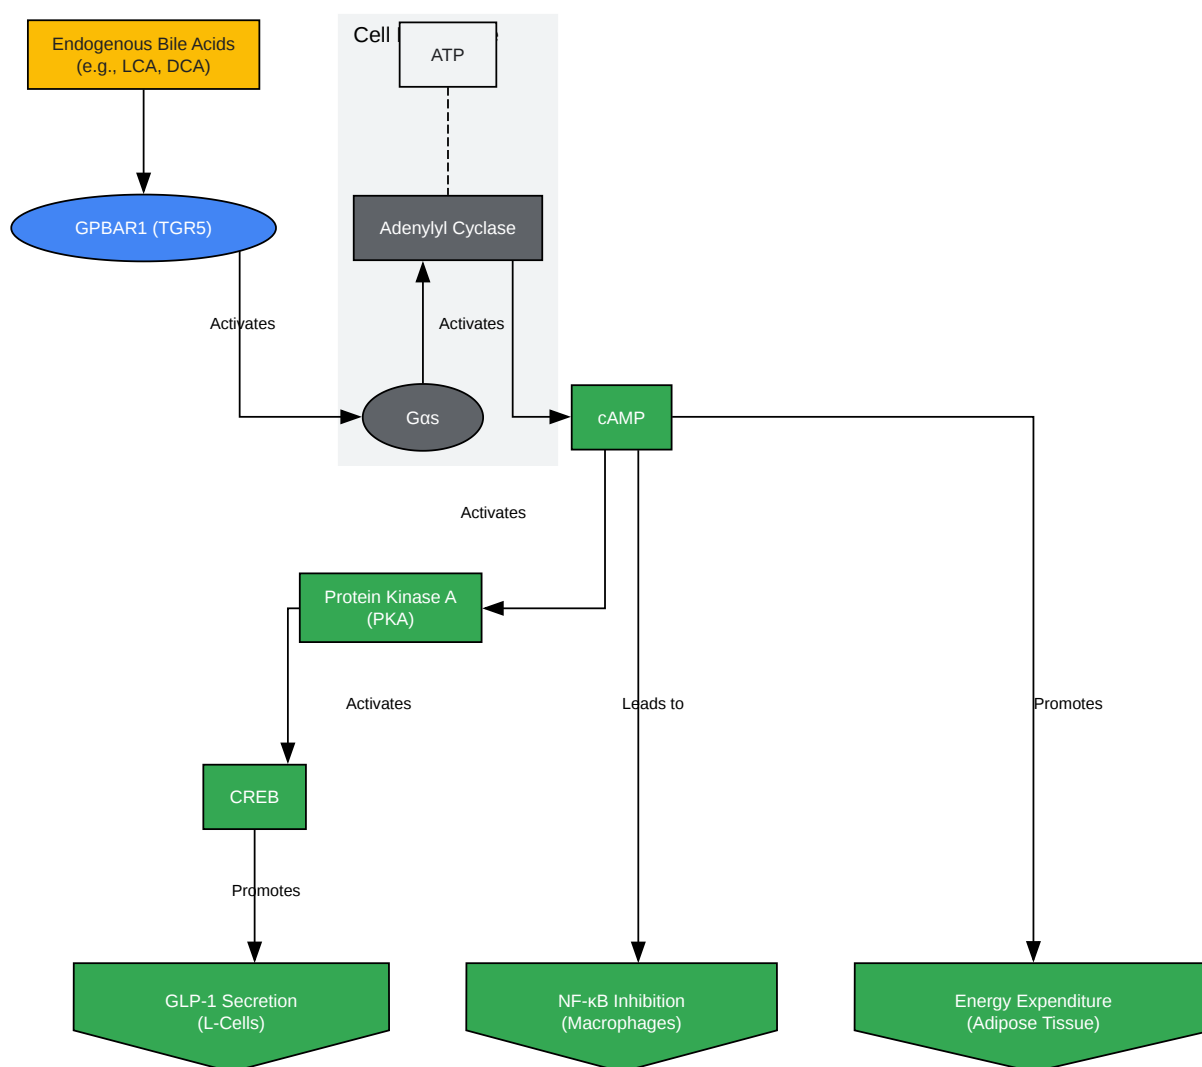 Endogenous Bile Acids
(e.g., LCA, DCA)
Cell
ATP
GPBAR1 (TGR5)
Adenylyl Cyclase
Activates
Activates
Gαs
cAMP
Activates
Protein Kinase A
(PKA)
Activates
Leads to
Promotes
CREB
Promotes
GLP-1 Secretion
(L-Cells)
NF-κB Inhibition
(Macrophages)
Energy Expenditure
(Adipose Tissue)